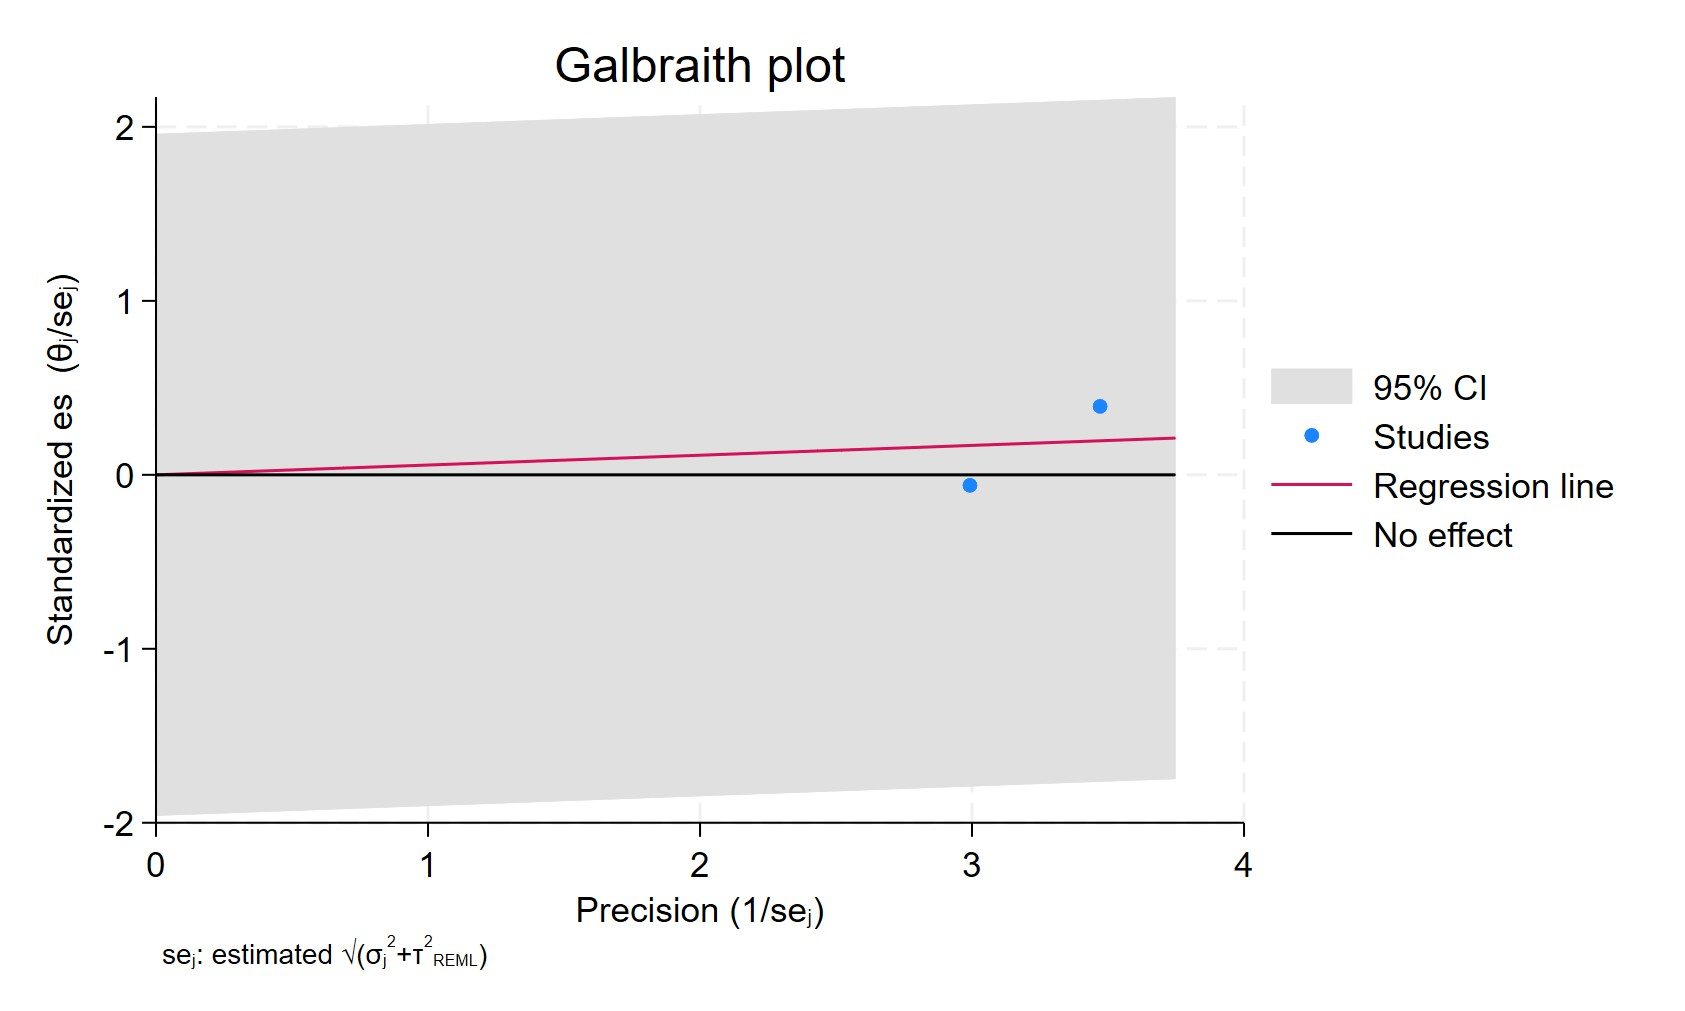 Galbraith plot
Standardized es (θⱼ/seⱼ)
2
1
0
-1
-2
0 1 2 3 4
Precision (1/seⱼ)
95% CI
Studies
Regression line
No effect
seⱼ: estimated √(σⱼ²+τ²REML)